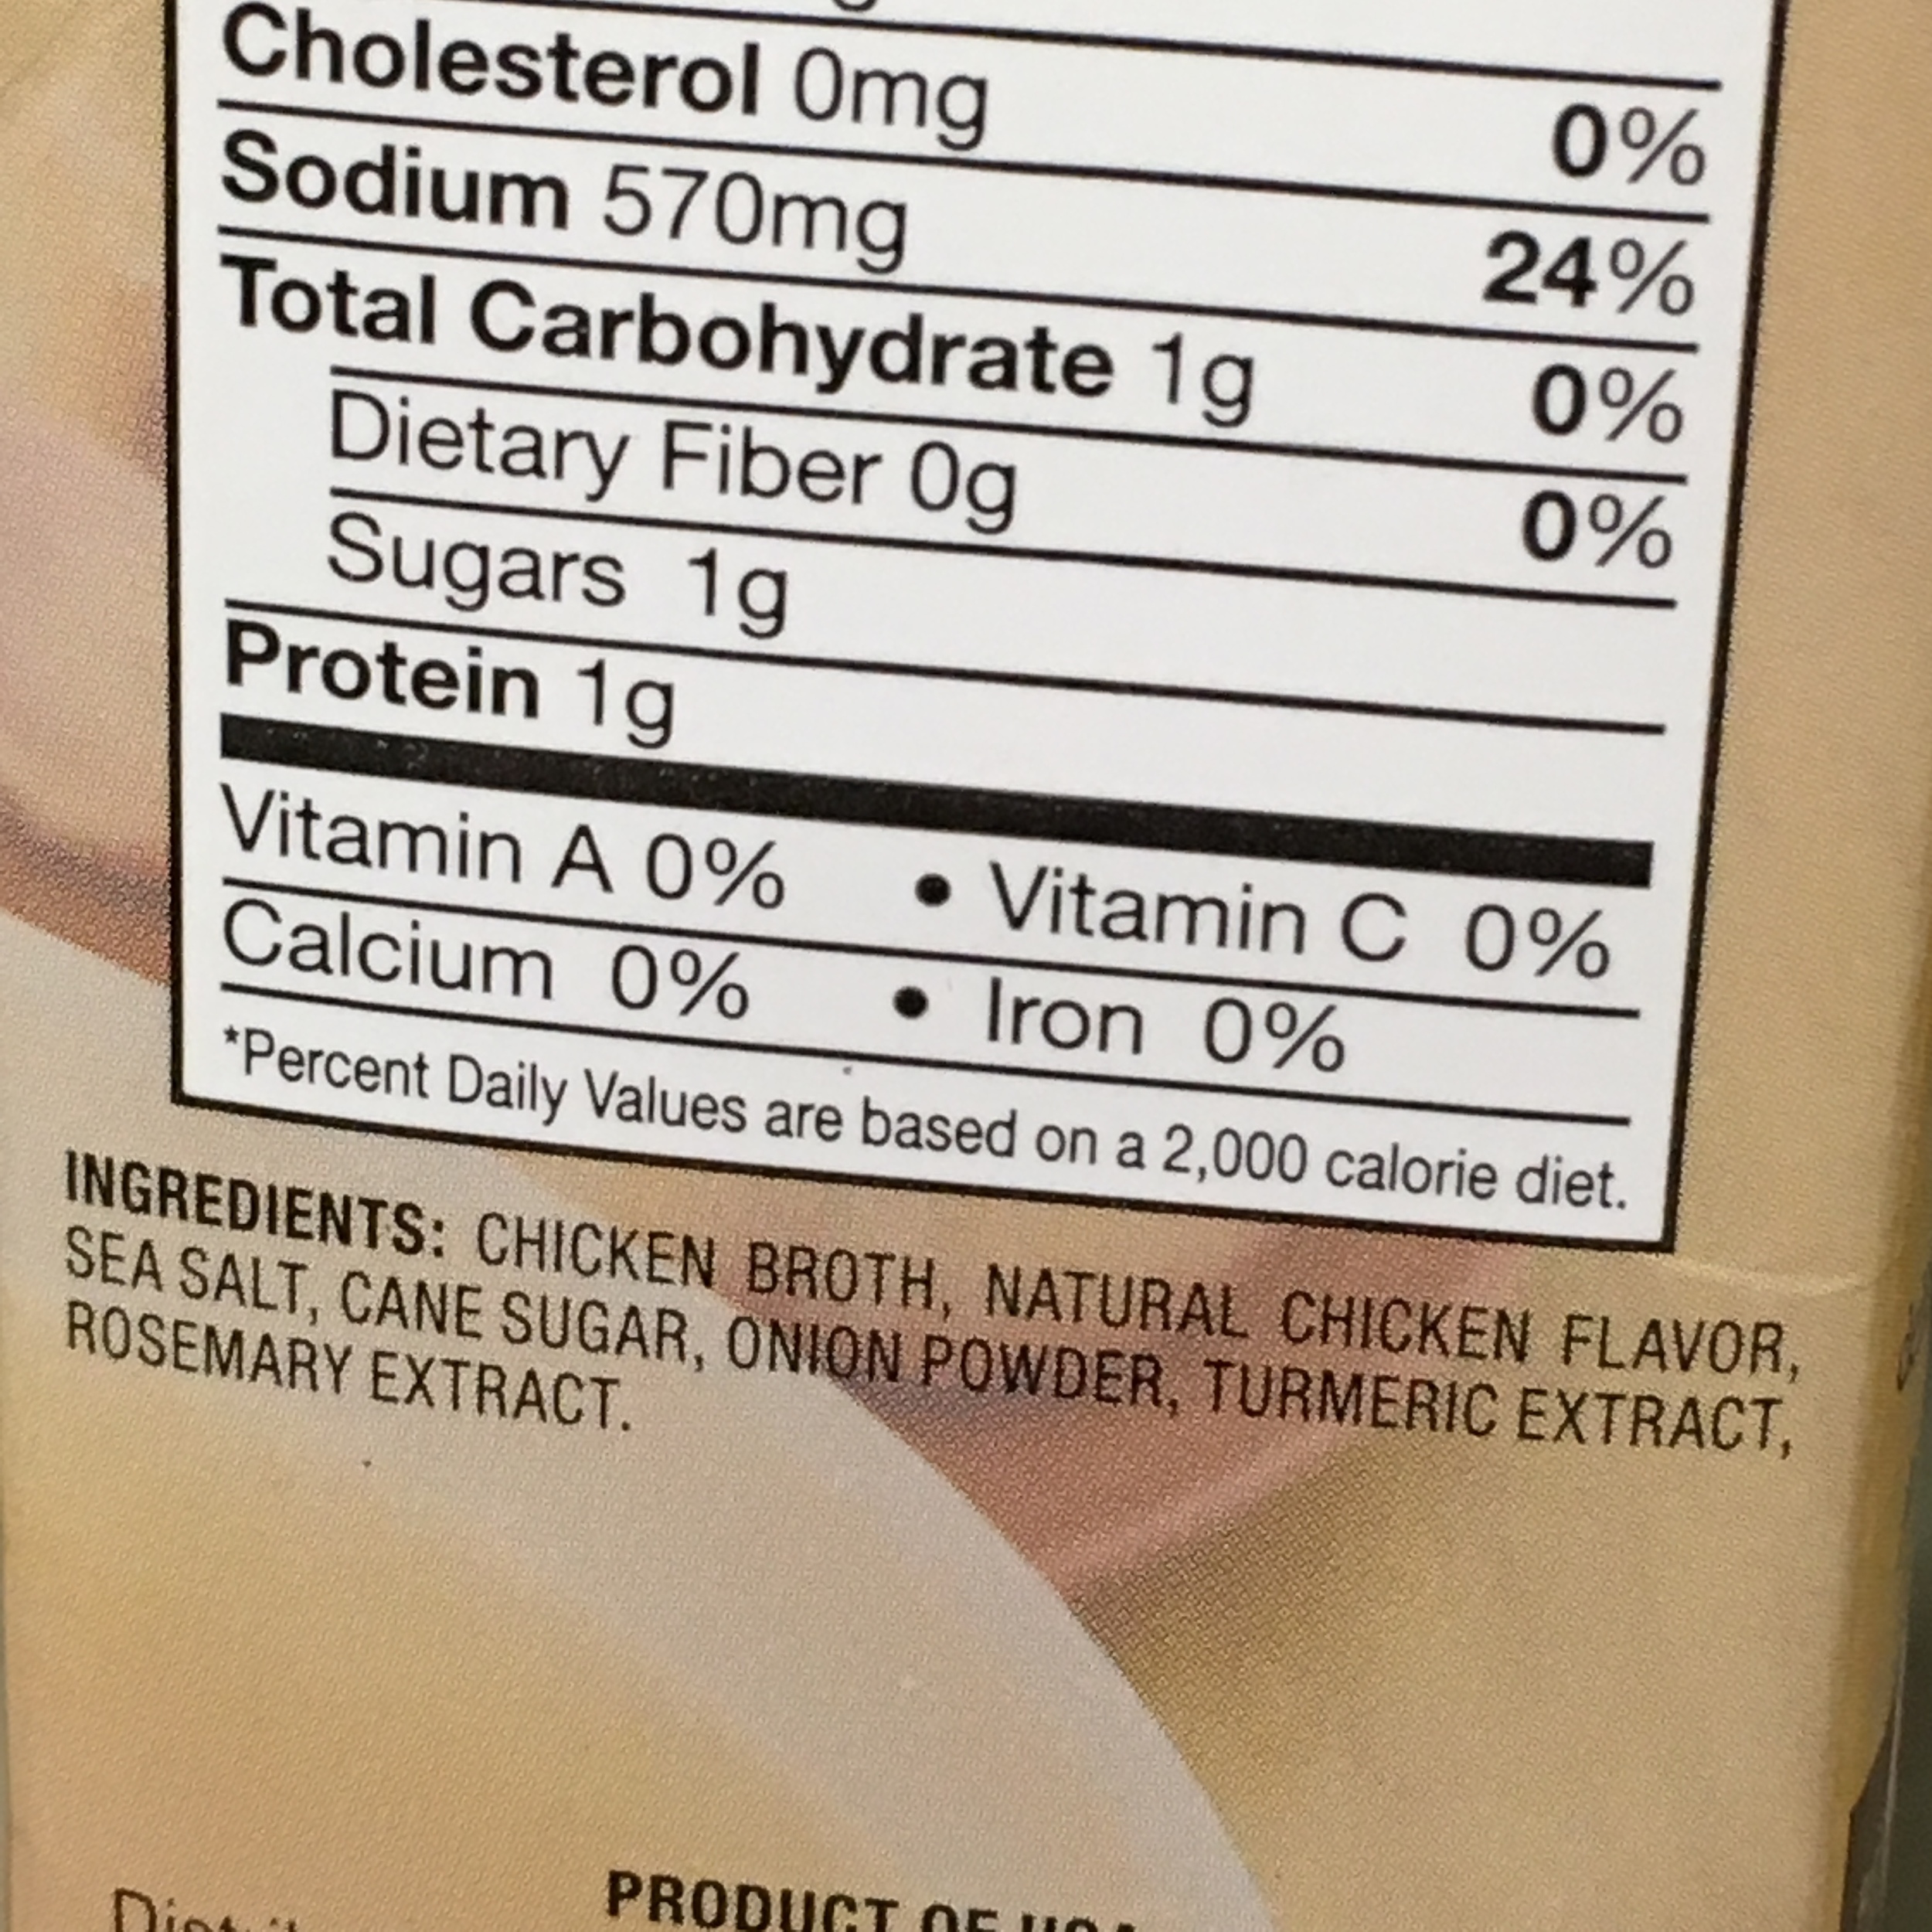 Cholesterol 0mg 0%
Sodium 570mg 24%
Total Carbohydrate 1g 0%
Dietary Fiber 0g 0%
Sugars 1g
Protein 1g
Vitamin A 0% • Vitamin C 0%
Calcium 0% • Iron 0%
*Percent Daily Values are based on a 2,000 calorie diet.
INGREDIENTS: CHICKEN BROTH, NATURAL CHICKEN FLAVOR,
SEA SALT, CANE SUGAR, ONION POWDER, TURMERIC EXTRACT,
ROSEMARY EXTRACT.
PRODUCT OF USA